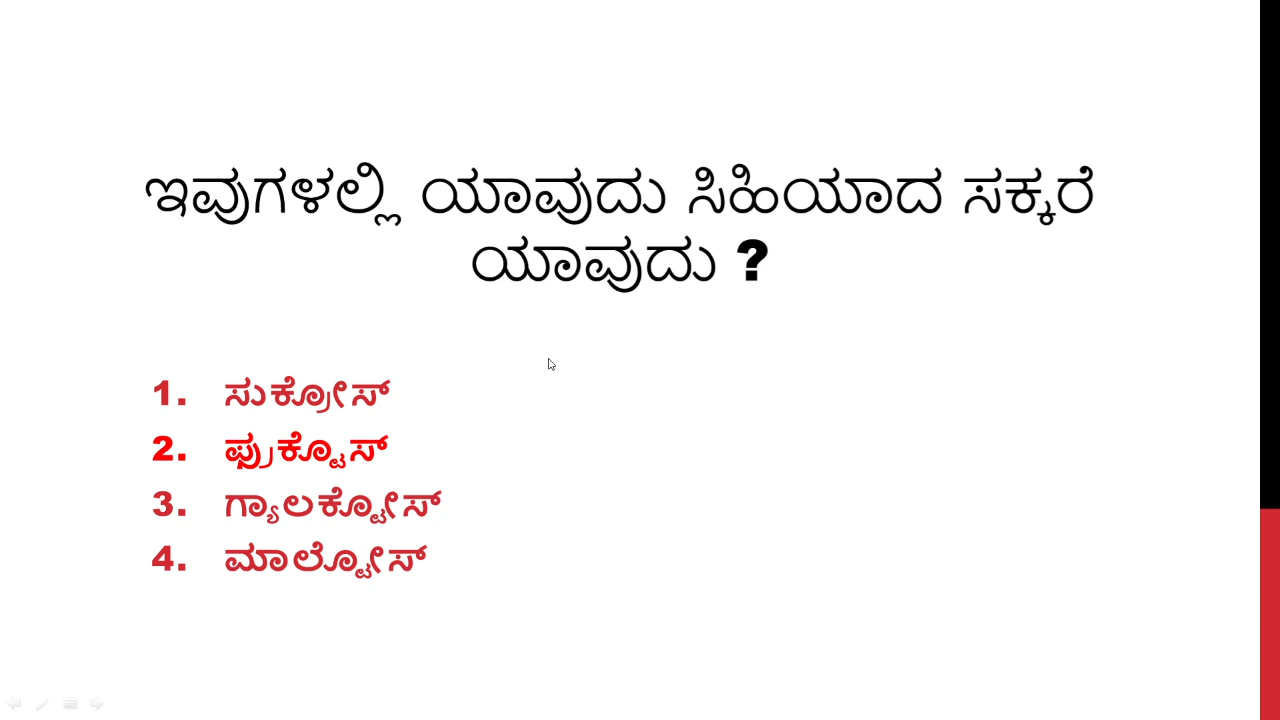 ಇವುಗಳಲ್ಲಿ ಯಾವುದು ಸಿಹಿಯಾದ ಸಕ್ಕರೆ
ಯಾವುದು ?
1. ಸುಕ್ರೋಸ್
2. ಫ್ರುಕ್ಟೊಸ್
3. ಗ್ಯಾಲಕ್ಟೋಸ್
4. ಮಾಲ್ಟೋಸ್